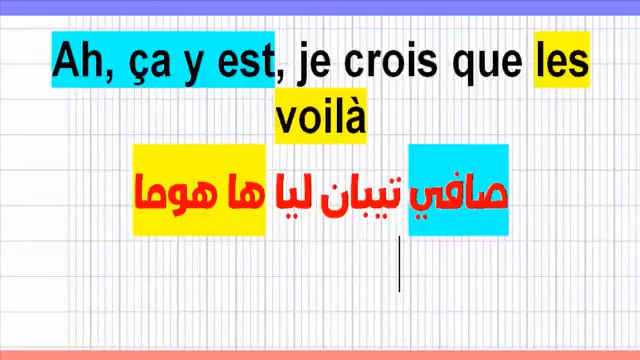 Ah, ça y est, je crois que les
voilà
صافي تيبان ليا ها هوما